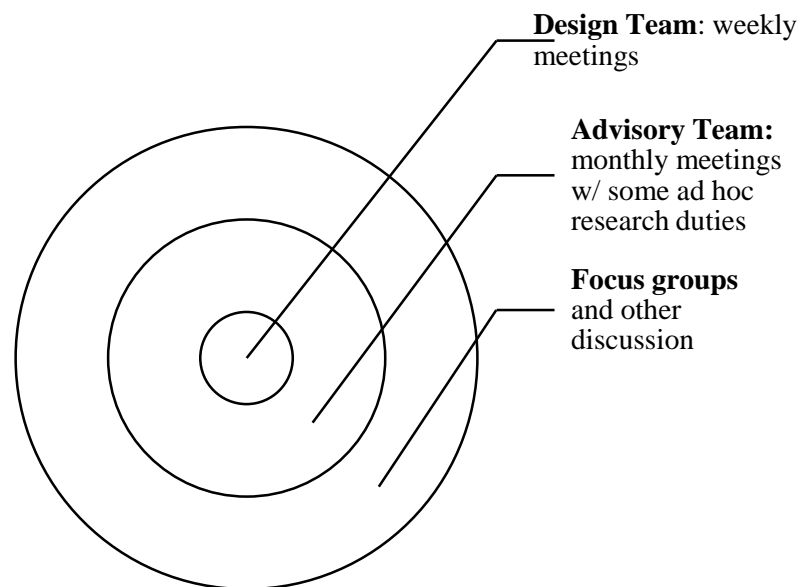 Design Team: weekly
meetings
Advisory Team:
monthly meetings
w/ some ad hoc
research duties
Focus groups
and other
discussion